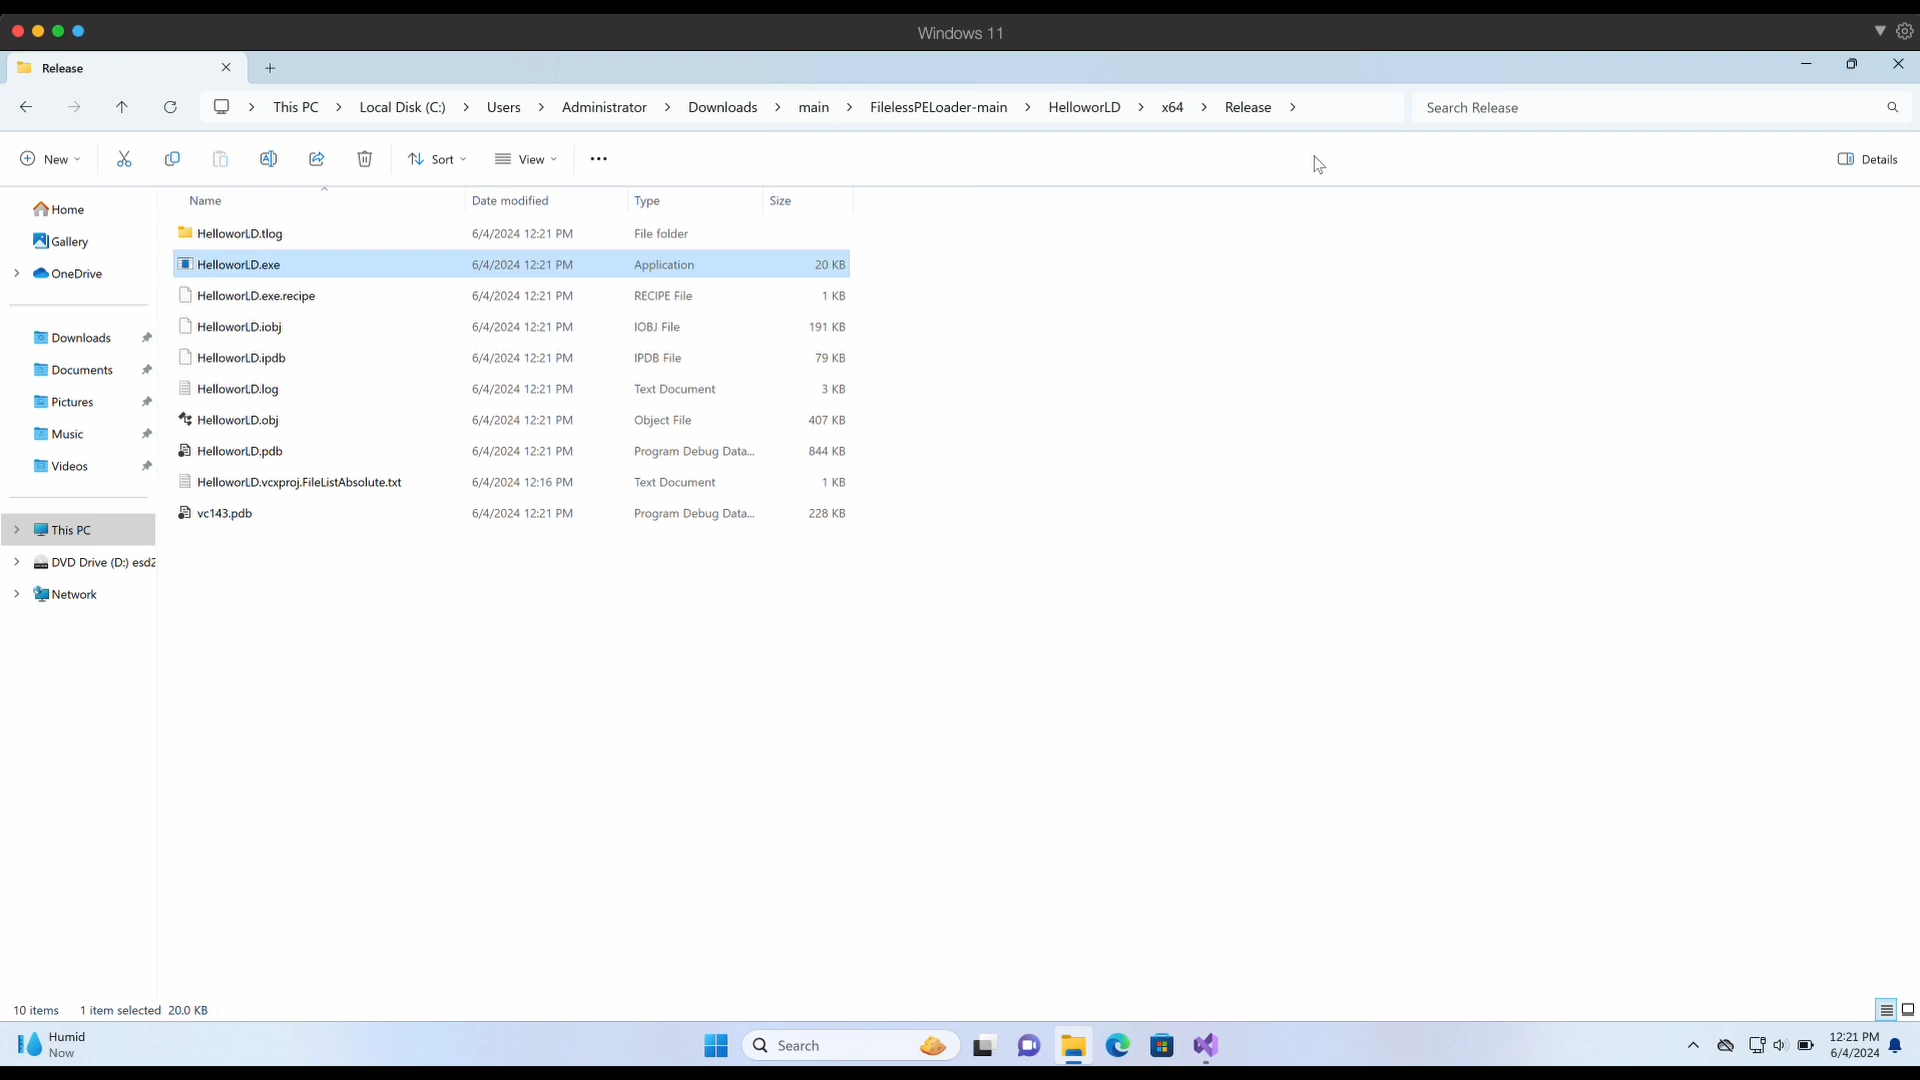 Windows 11
Release
This PC > Local Disk (C:) > Users > Administrator > Downloads > main > FilelessPELoader-main > HelloworLD > x64 > Release >
Search Release
New
Sort
View
Details
Name Date modified Type Size
HelloworLD.tlog 6/4/2024 12:21 PM File folder
HelloworLD.exe 6/4/2024 12:21 PM Application 20 KB
HelloworLD.exe.recipe 6/4/2024 12:21 PM RECIPE File 1 KB
HelloworLD.iobj 6/4/2024 12:21 PM IOBJ File 191 KB
HelloworLD.ipdb 6/4/2024 12:21 PM IPDB File 79 KB
HelloworLD.log 6/4/2024 12:21 PM Text Document 3 KB
HelloworLD.obj 6/4/2024 12:21 PM Object File 407 KB
HelloworLD.pdb 6/4/2024 12:21 PM Program Debug Data... 844 KB
HelloworLD.vcxproj.FileListAbsolute.txt 6/4/2024 12:16 PM Text Document 1 KB
vc143.pdb 6/4/2024 12:21 PM Program Debug Data... 228 KB
Home
Gallery
OneDrive
Downloads
Documents
Pictures
Music
Videos
This PC
DVD Drive (D:) esd2
Network
10 items 1 item selected 20.0 KB
Humid
Now
Search
12:21 PM
6/4/2024